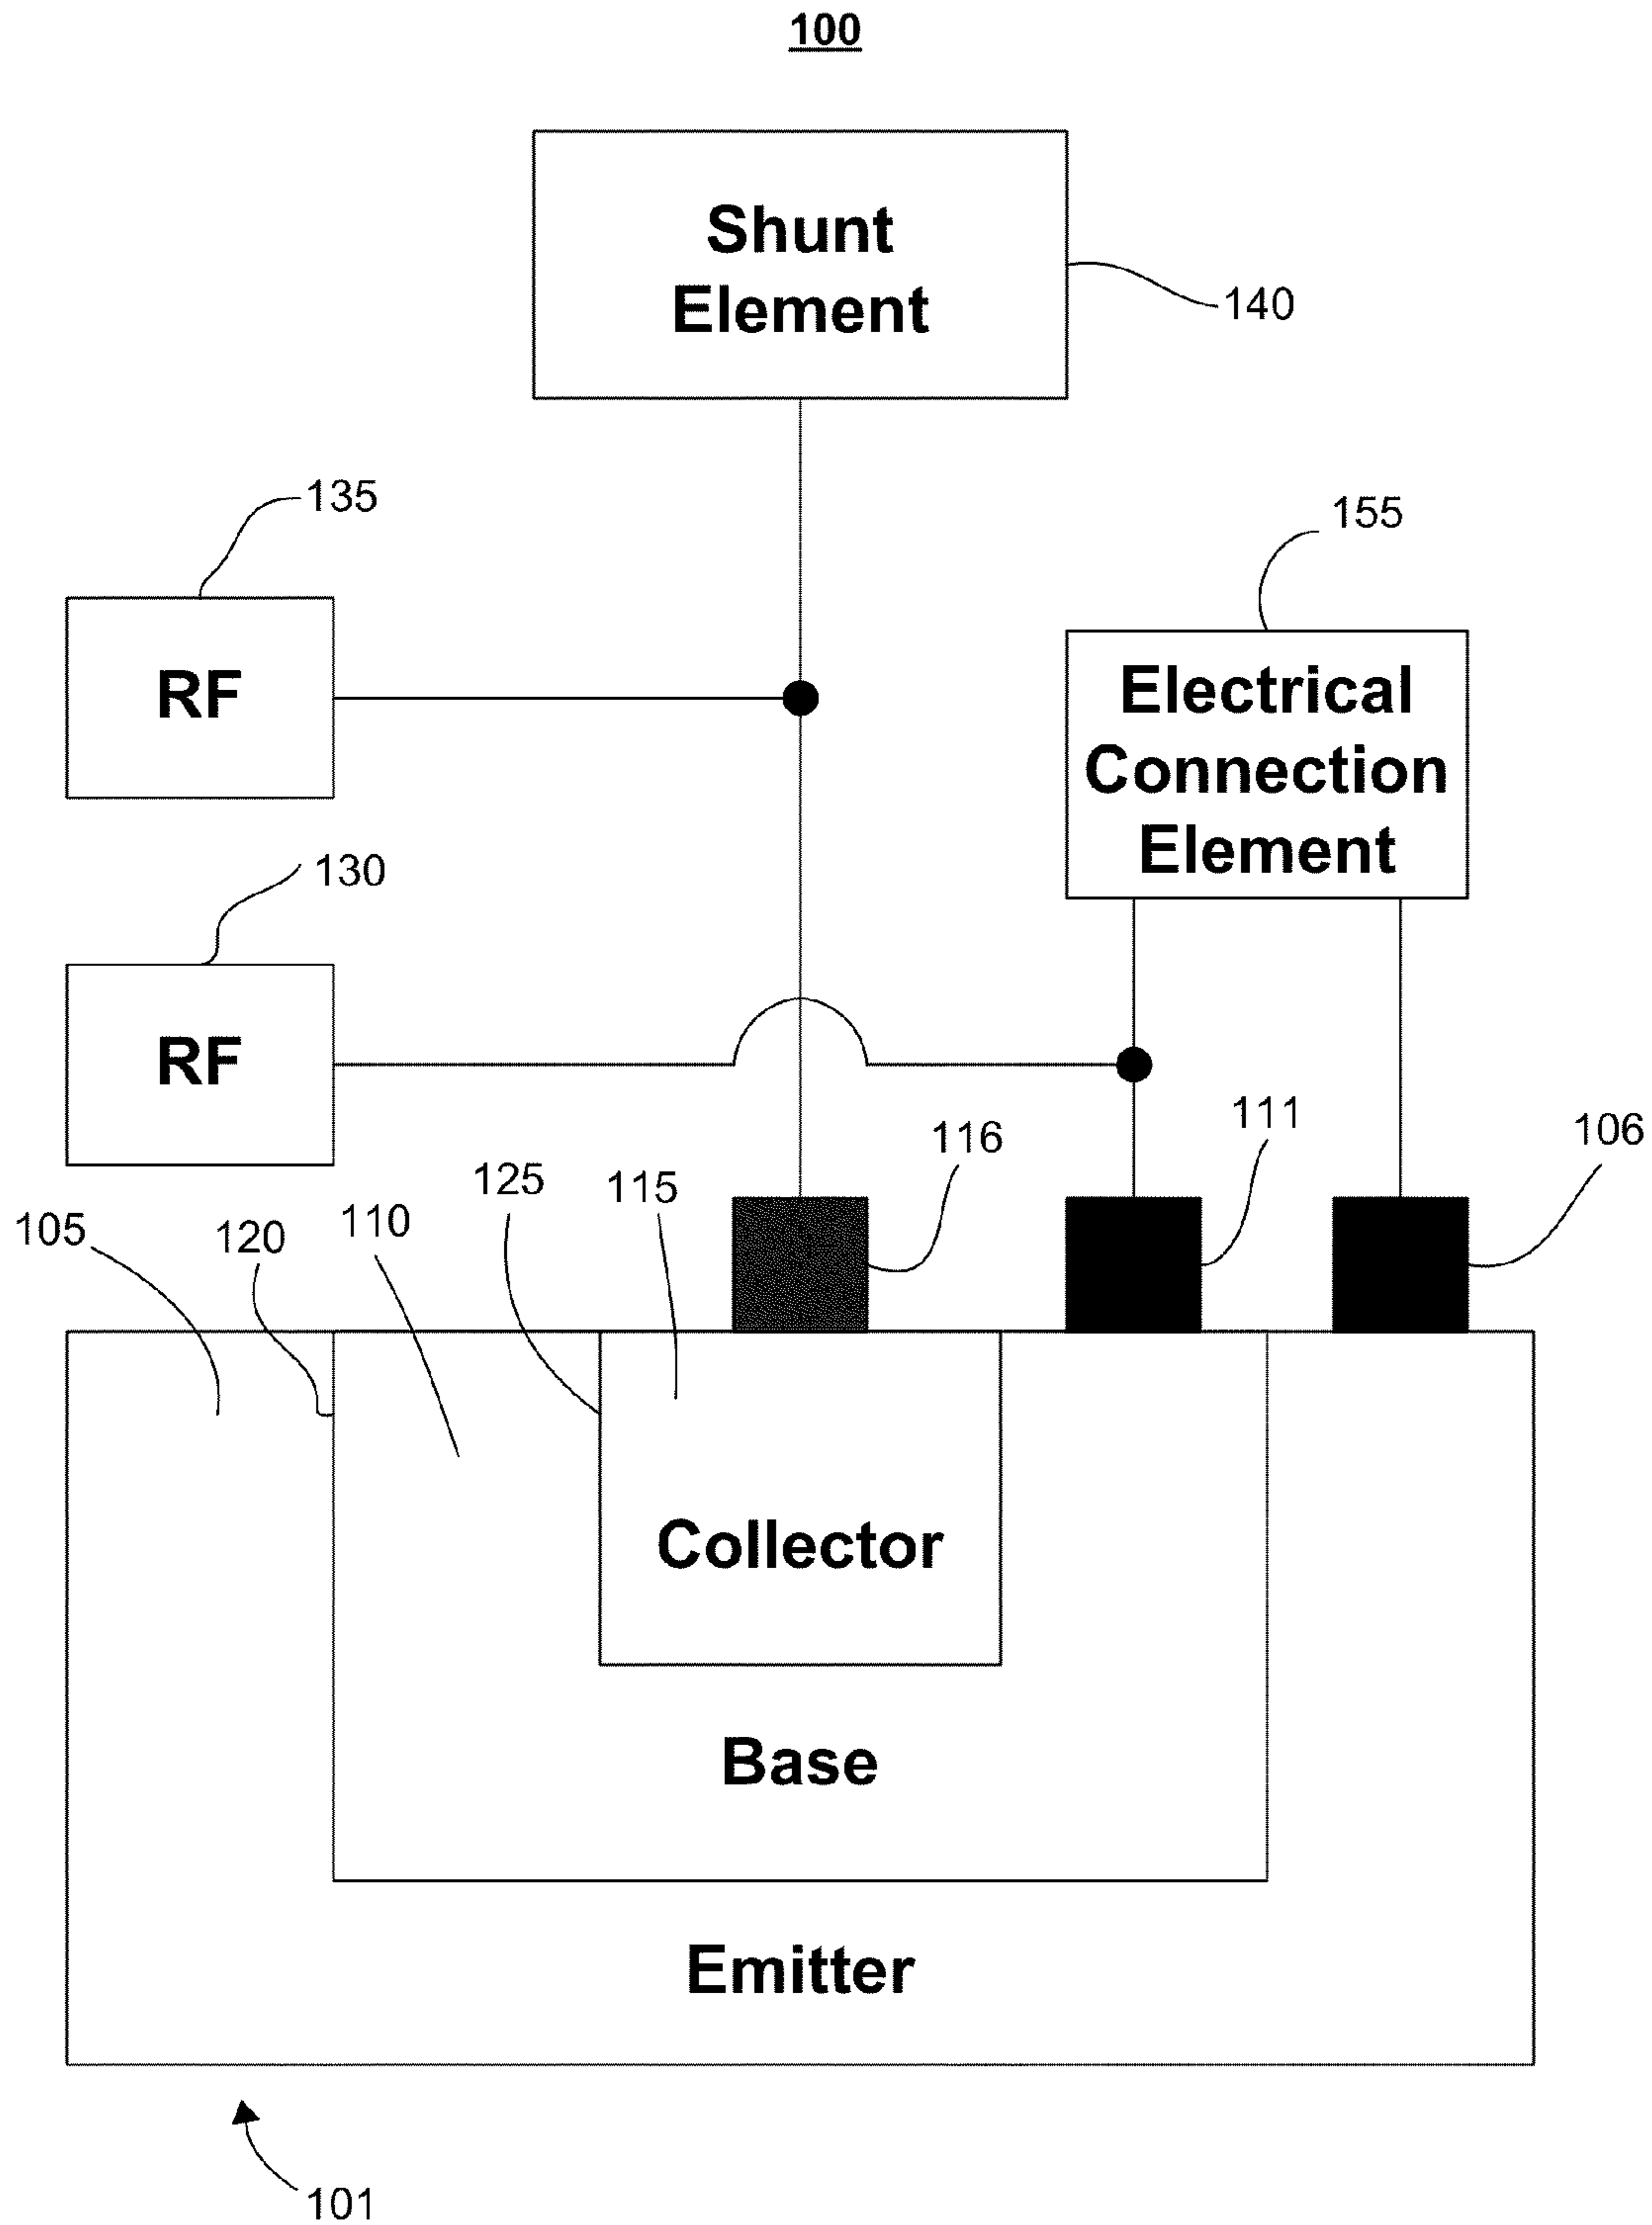 100
Shunt
Element
140
135
155
RF
Electrical
Connection
Element
130
RF
111
106
116
125
115
110
105
120
Collector
Base
Emitter
101